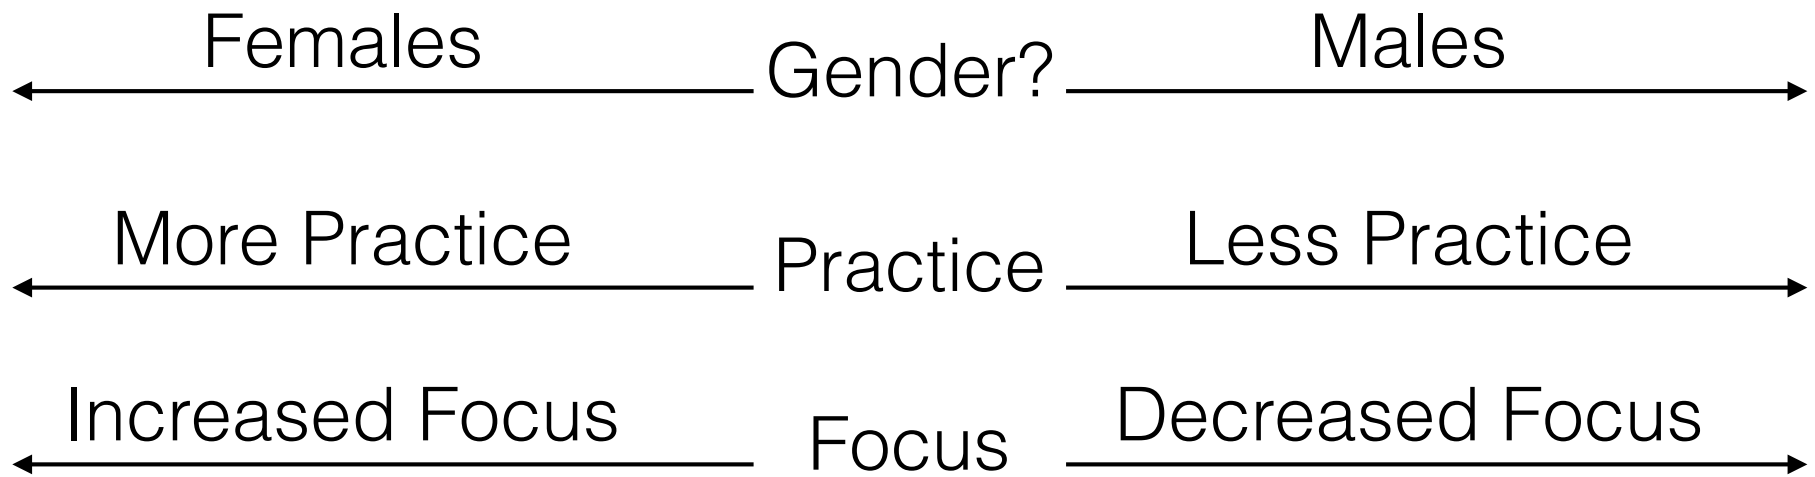 Females Gender? Males
More Practice Practice Less Practice
Increased Focus Focus Decreased Focus